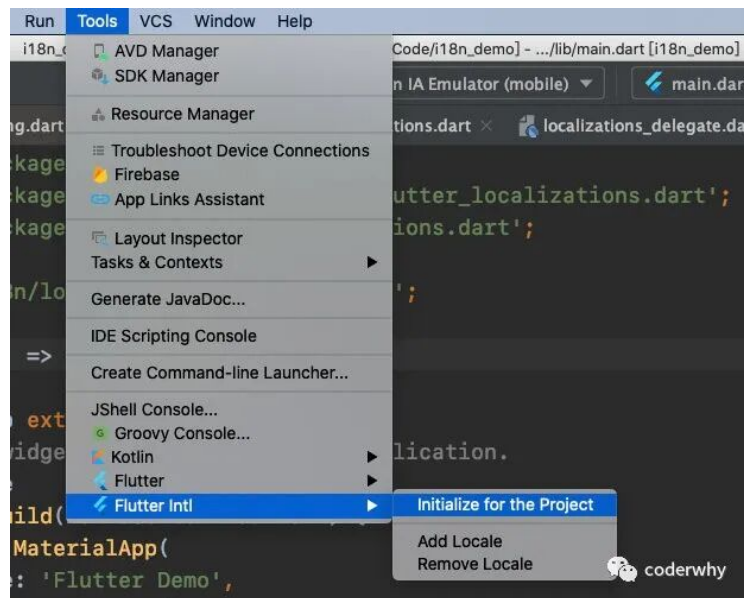 Run Tools VCS Window Help
i18n_ Code/i18n_demo] - .../lib/main.dart [i18n_demo]
AVD Manager
SDK Manager
n IA Emulator (mobile) main.dar
Resource Manager
ng.dart tions.dart localizations_delegate.da
Troubleshoot Device Connections
kage
Firebase
kage App Links Assistant utter_localizations.dart';
kage ions.dart';
Layout Inspector
Tasks & Contexts
8n/lo ';
Generate JavaDoc...
IDE Scripting Console
=>
Create Command-line Launcher...
JShell Console...
ext
Groovy Console...
widge Kotlin lication.
Flutter
Flutter Intl Initialize for the Project
uild(
Add Locale
MaterialApp(
Remove Locale
: 'Flutter Demo',
coderwhy